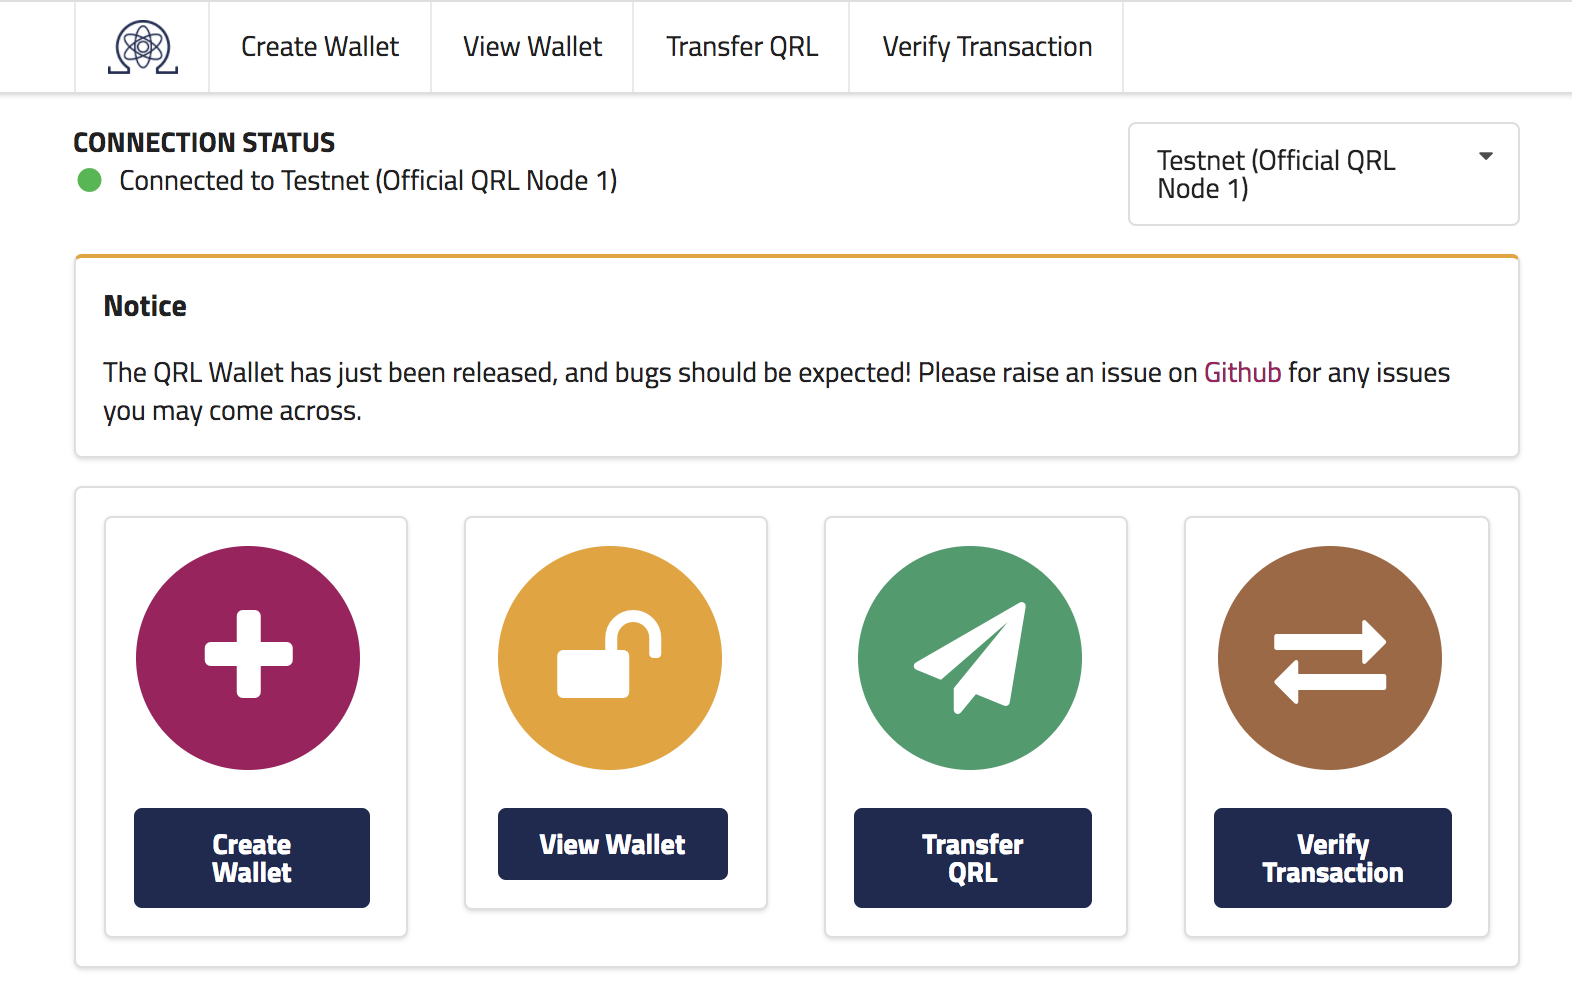 Create Wallet
View Wallet
Transfer QRL
Verify Transaction
CONNECTION STATUS
Connected to Testnet (Official QRL Node 1)
Testnet (Official QRL
Node 1)
Notice
The QRL Wallet has just been released, and bugs should be expected! Please raise an issue on Github for any issues
you may come across.
Create
Wallet
View Wallet
Transfer
QRL
Verify
Transaction